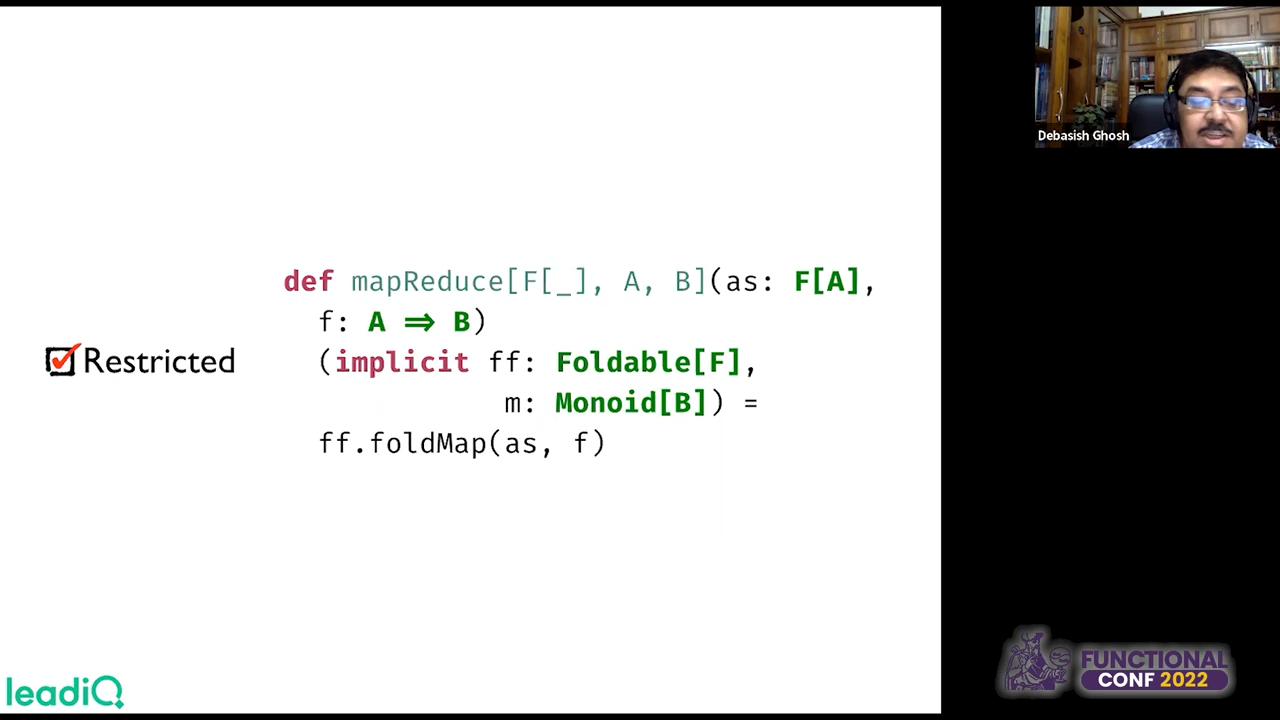 Debasish Ghosh
def mapReduce[F[_], A, B](as: F[A],
f: A => B)
Restricted
(implicit ff: Foldable[F],
m: Monoid[B]) =
ff.foldMap(as, f)
leadiQ
FUNCTIONAL
CONF 2022